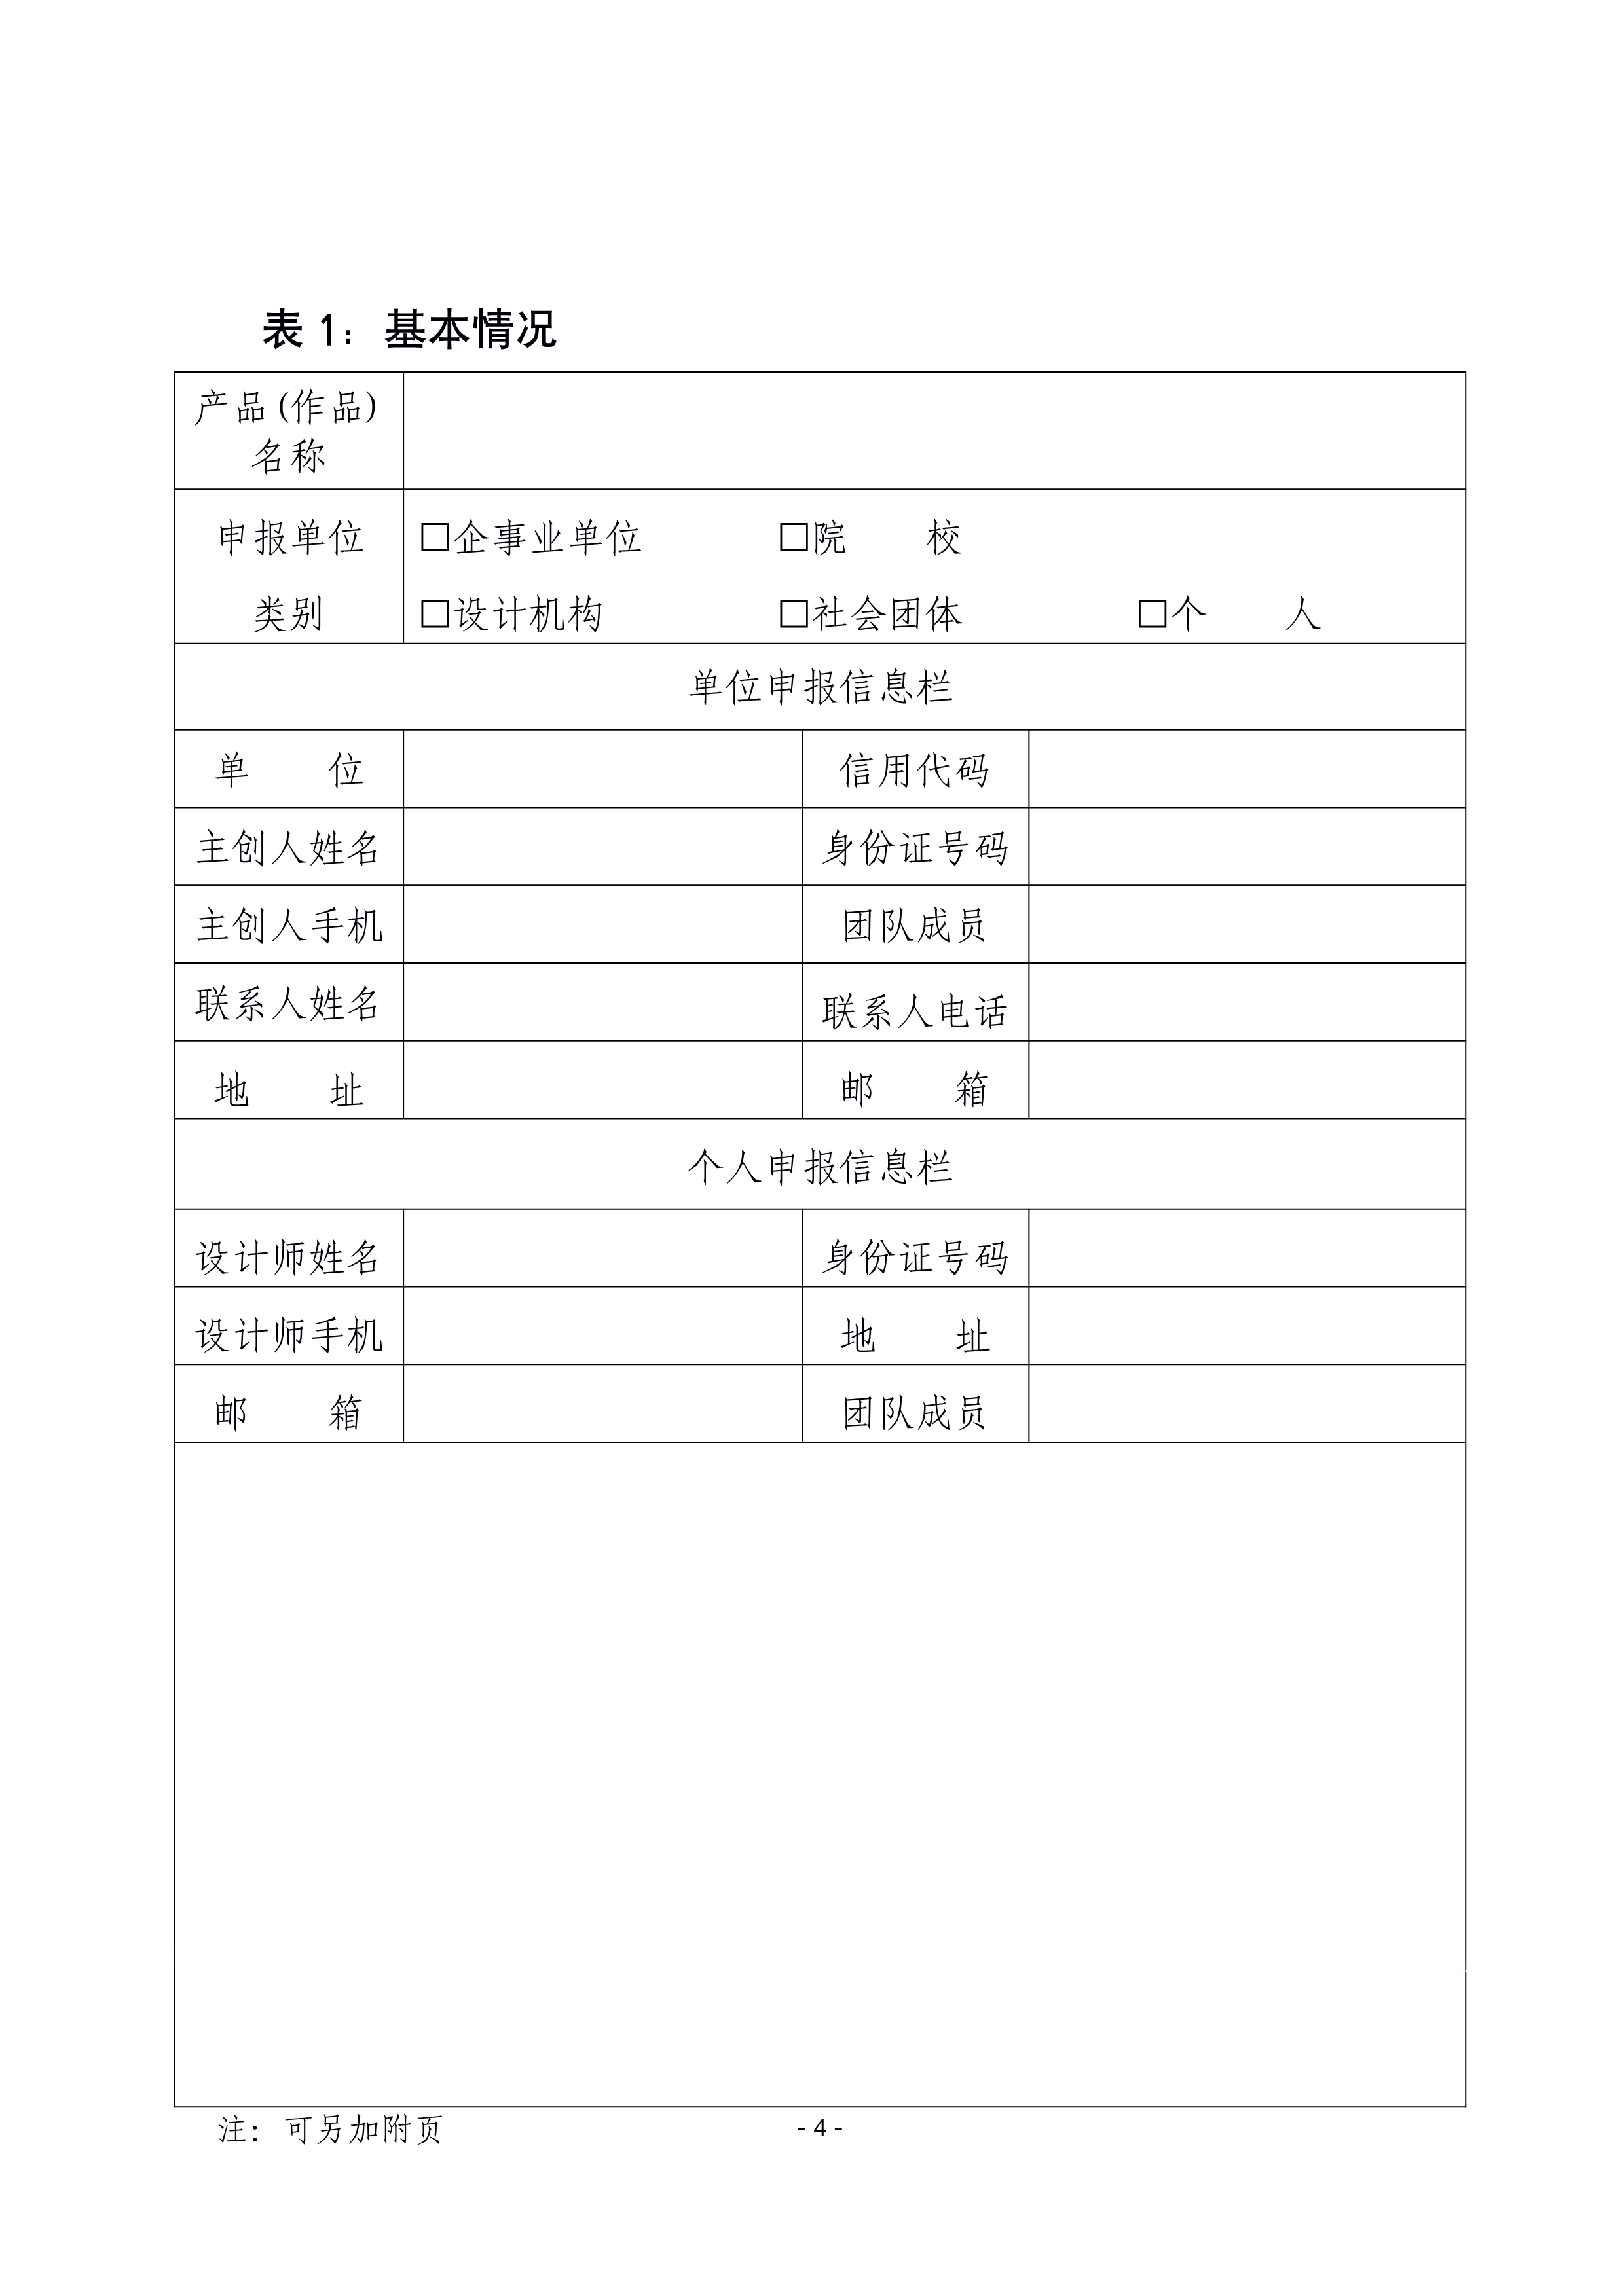 表 1：基本情况
产品(作品)
名称
申报单位
类别
□企事业单位 □院 校
□设计机构 □社会团体 □个 人
单位申报信息栏
单 位 信用代码
主创人姓名 身份证号码
主创人手机 团队成员
联系人姓名 联系人电话
地 址 邮 箱
个人申报信息栏
设计师姓名 身份证号码
设计师手机 地 址
邮 箱 团队成员
注：可另加附页
- 4 -